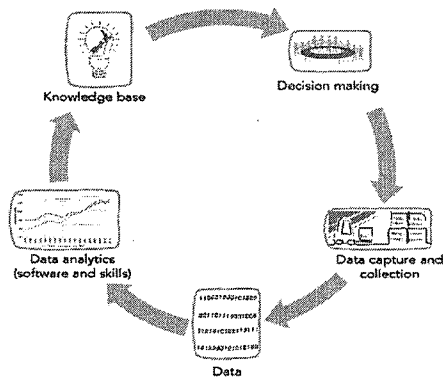 Knowledge base
Decision making
Data capture and
collection
Data
Data analytics
(software and skills)